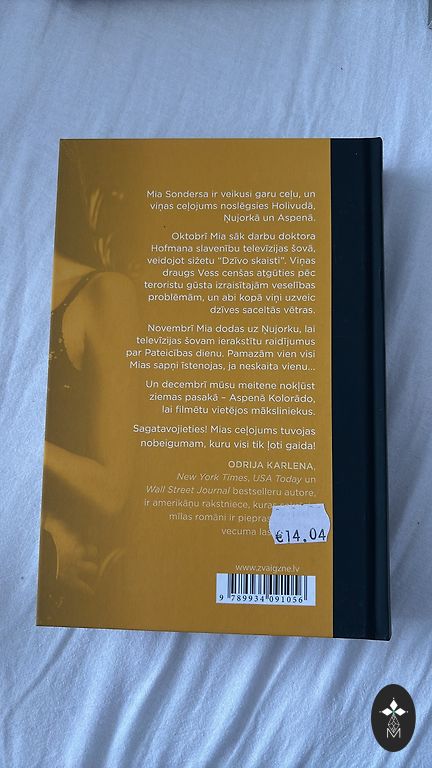 Mia Sondersa ir veikusi garu ceļu, un
viņas ceļojums noslēgsies Holivudā,
Ņujorkā un Aspenā.
Oktobrī Mia sāk darbu doktora
Hofmana slavenību televīzijas šovā,
veidojot sižetu "Dzīvo skaisti". Viņas
draugs Vess cenšas atgūties pēc
teroristu gūsta izraisītajām veselības
problēmām, un abi kopā viņi uzveic
dzīves saceltās vētras.
Novembrī Mia dodas uz Ņujorku, lai
televīzijas šovam ierakstītu raidījumus
par Pateicības dienu. Pamazām vien visi
Mias sapņi īstenojas, ja neskaita vienu...
Un decembrī mūsu meitene nokļūst
ziemas pasakā – Aspenā Kolorādo,
lai filmētu vietējos māksliniekus.
Sagatavojieties! Mias ceļojums tuvojas
nobeigumam, kuru visi tik ļoti gaida!
ODRIJA KARLENA,
New York Times, USA Today un
Wall Street Journal bestselleru autore,
ir amerikāņu rakstniece, kuras
mīlas romāni ir
vecuma
€14.04
www.zvaigzne.lv
9 789934 091056
M